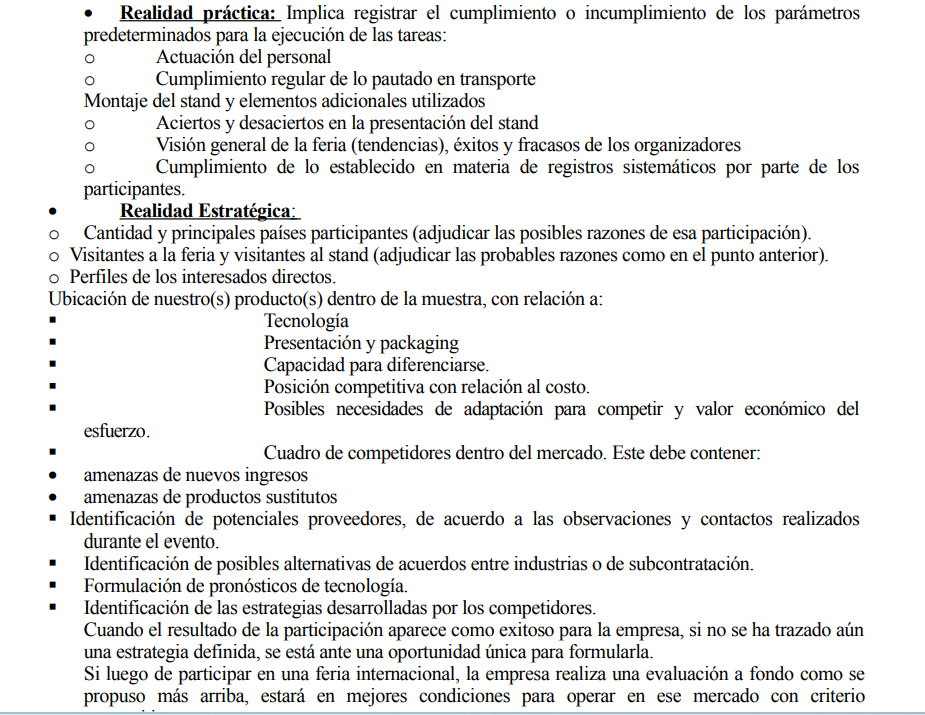 • Realidad práctica: Implica registrar el cumplimiento o incumplimiento de los parámetros
predeterminados para la ejecución de las tareas:
o Actuación del personal
o Cumplimiento regular de lo pautado en transporte
Montaje del stand y elementos adicionales utilizados
o Aciertos y desaciertos en la presentación del stand
o Visión general de la feria (tendencias), éxitos y fracasos de los organizadores
o Cumplimiento de lo establecido en materia de registros sistemáticos por parte de los
participantes.
• Realidad Estratégica:
o Cantidad y principales países participantes (adjudicar las posibles razones de esa participación).
o Visitantes a la feria y visitantes al stand (adjudicar las probables razones como en el punto anterior).
o Perfiles de los interesados directos.
Ubicación de nuestro(s) producto(s) dentro de la muestra, con relación a:
▪ Tecnología
▪ Presentación y packaging
▪ Capacidad para diferenciarse.
▪ Posición competitiva con relación al costo.
▪ Posibles necesidades de adaptación para competir y valor económico del
esfuerzo.
▪ Cuadro de competidores dentro del mercado. Este debe contener:
• amenazas de nuevos ingresos
• amenazas de productos sustitutos
▪ Identificación de potenciales proveedores, de acuerdo a las observaciones y contactos realizados
durante el evento.
▪ Identificación de posibles alternativas de acuerdos entre industrias o de subcontratación.
▪ Formulación de pronósticos de tecnología.
▪ Identificación de las estrategias desarrolladas por los competidores.
Cuando el resultado de la participación aparece como exitoso para la empresa, si no se ha trazado aún
una estrategia definida, se está ante una oportunidad única para formularla.
Si luego de participar en una feria internacional, la empresa realiza una evaluación a fondo como se
propuso más arriba, estará en mejores condiciones para operar en ese mercado con criterio